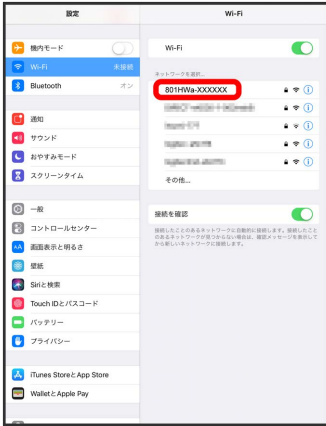 設定
Wi-Fi
機内モード
Wi-Fi
未接続
Bluetooth
オン
通知
サウンド
おやすみモード
スクリーンタイム
一般
コントロールセンター
画面表示と明るさ
壁紙
Siriと検索
Touch IDとパスコード
バッテリー
プライバシー
iTunes StoreとApp Store
WalletとApple Pay
Wi-Fi
ネットワークを選択...
801HWa-XXXXXX
その他...
接続を確認
接続したことのあるネットワークに自動的に接続します。接続したこと
のあるネットワークが見つからない場合は、確認メッセージを表示して
から新しいネットワークに接続します。